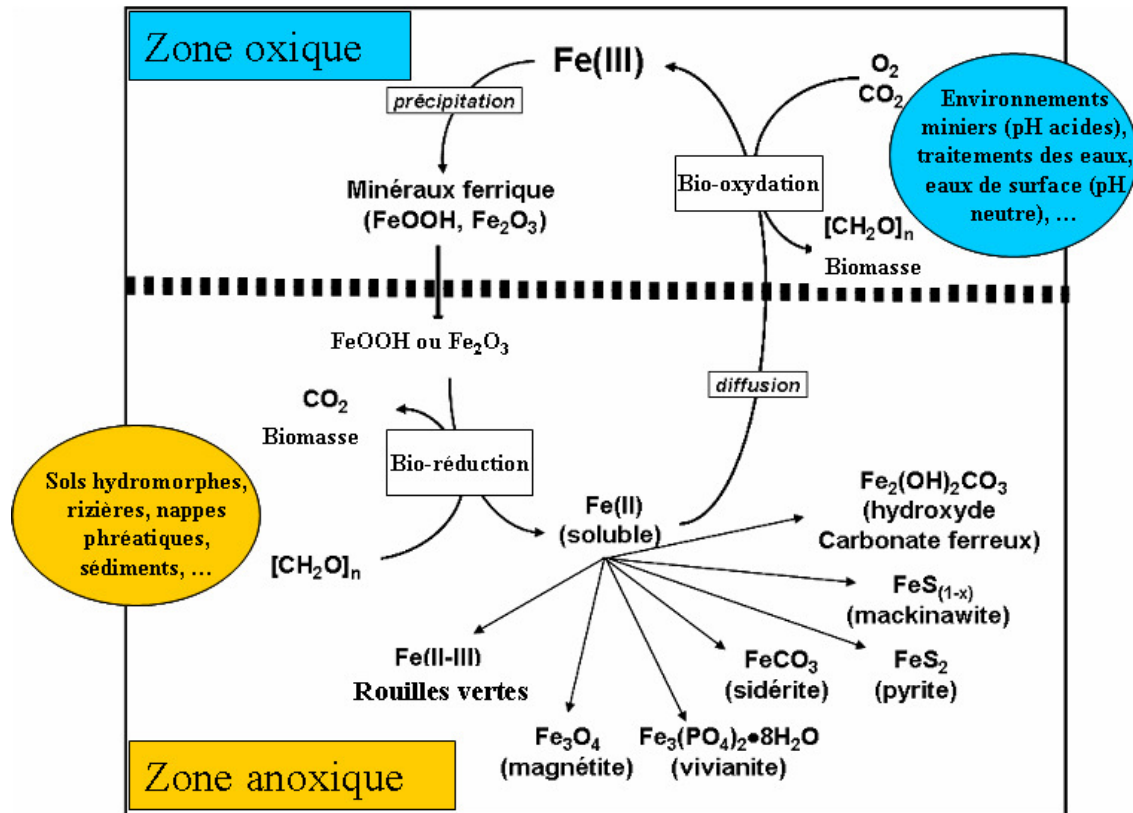 Zone oxique
Fe(III)
O₂
CO₂
précipitation
Environnements
miniers (pH acides),
traitements des eaux,
eaux de surface (pH
neutre), …
Bio-oxydation
Minéraux ferrique
(FeOOH, Fe₂O₃)
[CH₂O]ₙ
Biomasse
FeOOH ou Fe₂O₃
diffusion
CO₂
Biomasse
Bio-réduction
Sols hydromorphes,
rizières, nappes
phréatiques,
sédiments, …
[CH₂O]ₙ
Fe(II)
(soluble)
Fe₂(OH)₂CO₃
(hydroxyde
Carbonate ferreux)
FeS₍₁₋ₓ₎
(mackinawite)
Fe(II-III)
Rouilles vertes
FeCO₃
(sidérite)
FeS₂
(pyrite)
Fe₃O₄
(magnétite)
Fe₃(PO₄)₂●8H₂O
(vivianite)
Zone anoxique